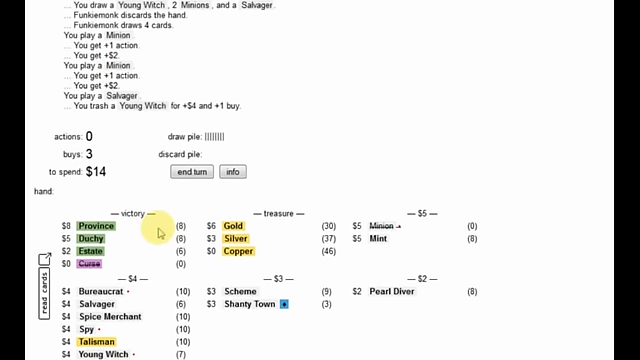 ... You draw a Young Witch, 2 Minions, and a Salvager.
... Funkiemonk discards the hand.
... Funkiemonk draws 4 cards.
You play a Minion.
... You get +1 action.
... You get +$2.
You play a Minion.
... You get +1 action.
... You get +$2.
You play a Salvager.
... You trash a Young Witch for +$4 and +1 buy.
actions: 0 draw pile: ||||||||
buys: 3 discard pile:
to spend: $14 end turn info
hand:
— victory — — treasure — — $5 —
$8 Province (8) $6 Gold (30) $5 Minion (0)
$5 Duchy (8) $3 Silver (37) $5 Mint (8)
$2 Estate (6) $0 Copper (46)
$0 Curse (0)
read cards
— $4 — — $3 — — $2 —
$4 Bureaucrat (10) $3 Scheme (9) $2 Pearl Diver (8)
$4 Salvager (6) $3 Shanty Town (3)
$4 Spice Merchant (10)
$4 Spy (10)
$4 Talisman (10)
$4 Young Witch (7)